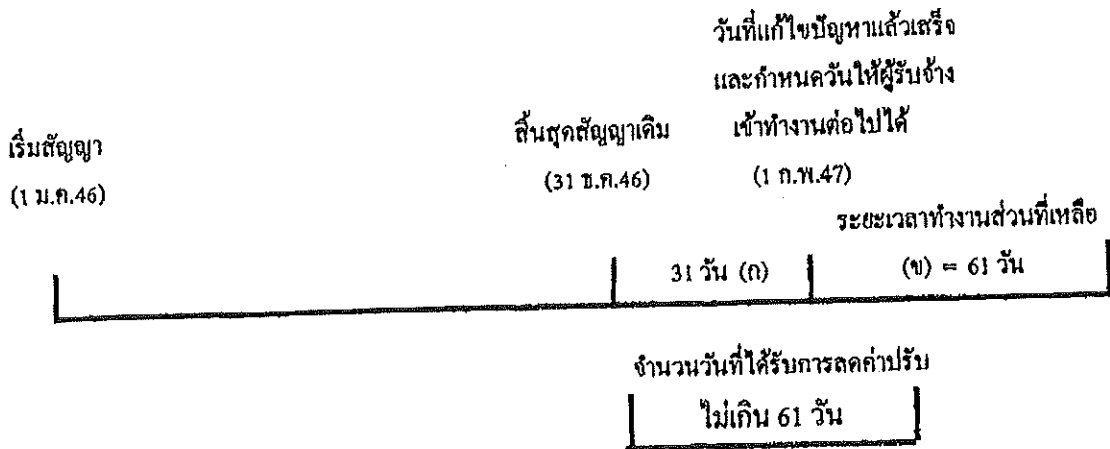 วันที่แก้ไขปัญหาแล้วเสร็จ
และกำหนดวันให้ผู้รับจ้าง
เริ่มสัญญา สิ้นสุดสัญญาเดิม เข้าทำงานต่อไปได้
(1 ม.ค.46) (31 ธ.ค.46) (1 ก.พ.47)
ระยะเวลาทำงานส่วนที่เหลือ
31 วัน (ก) (ข) = 61 วัน
จำนวนวันที่ได้รับการลดค่าปรับ
ไม่เกิน 61 วัน